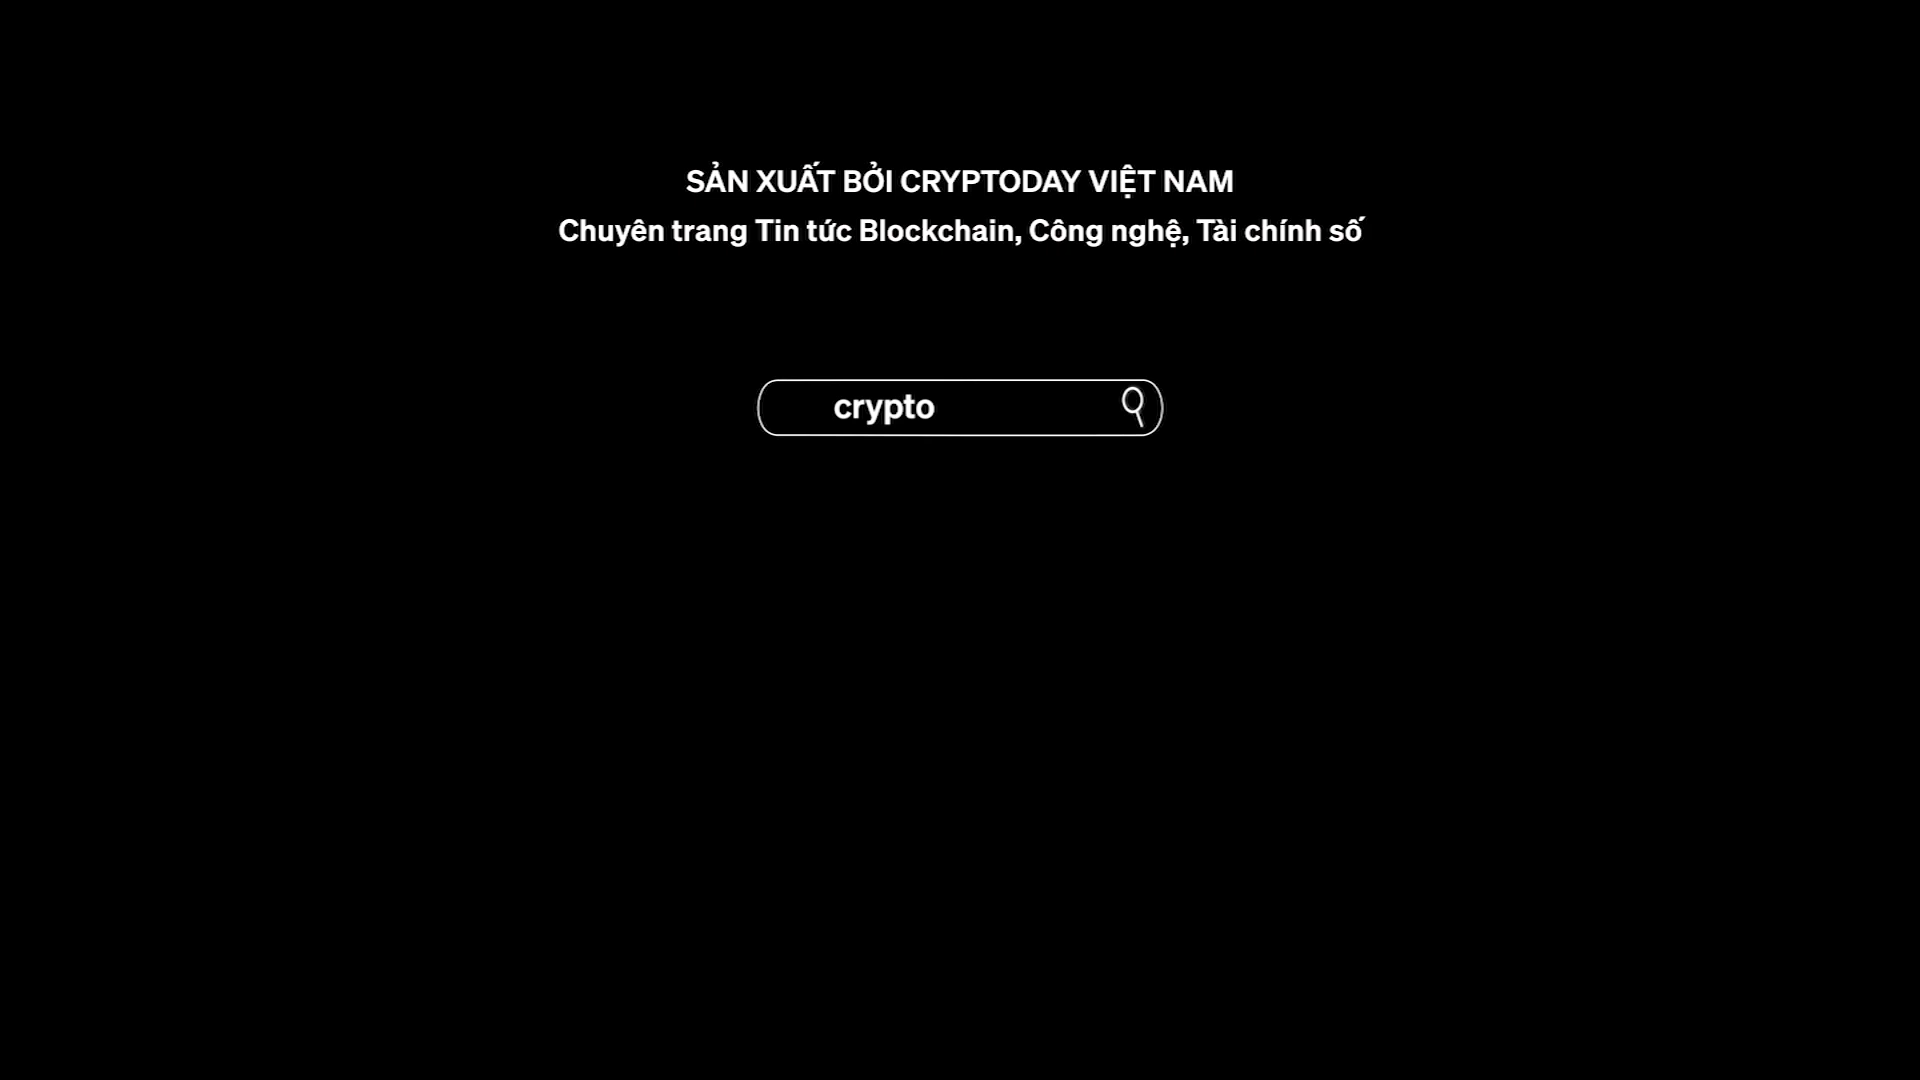 SẢN XUẤT BỞI CRYPTODAY VIỆT NAM
Chuyên trang Tin tức Blockchain, Công nghệ, Tài chính số
crypto